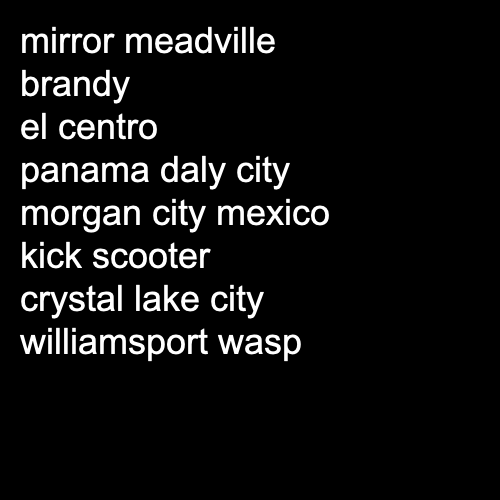 mirror meadville
brandy
el centro
panama daly city
morgan city mexico
kick scooter
crystal lake city
williamsport wasp